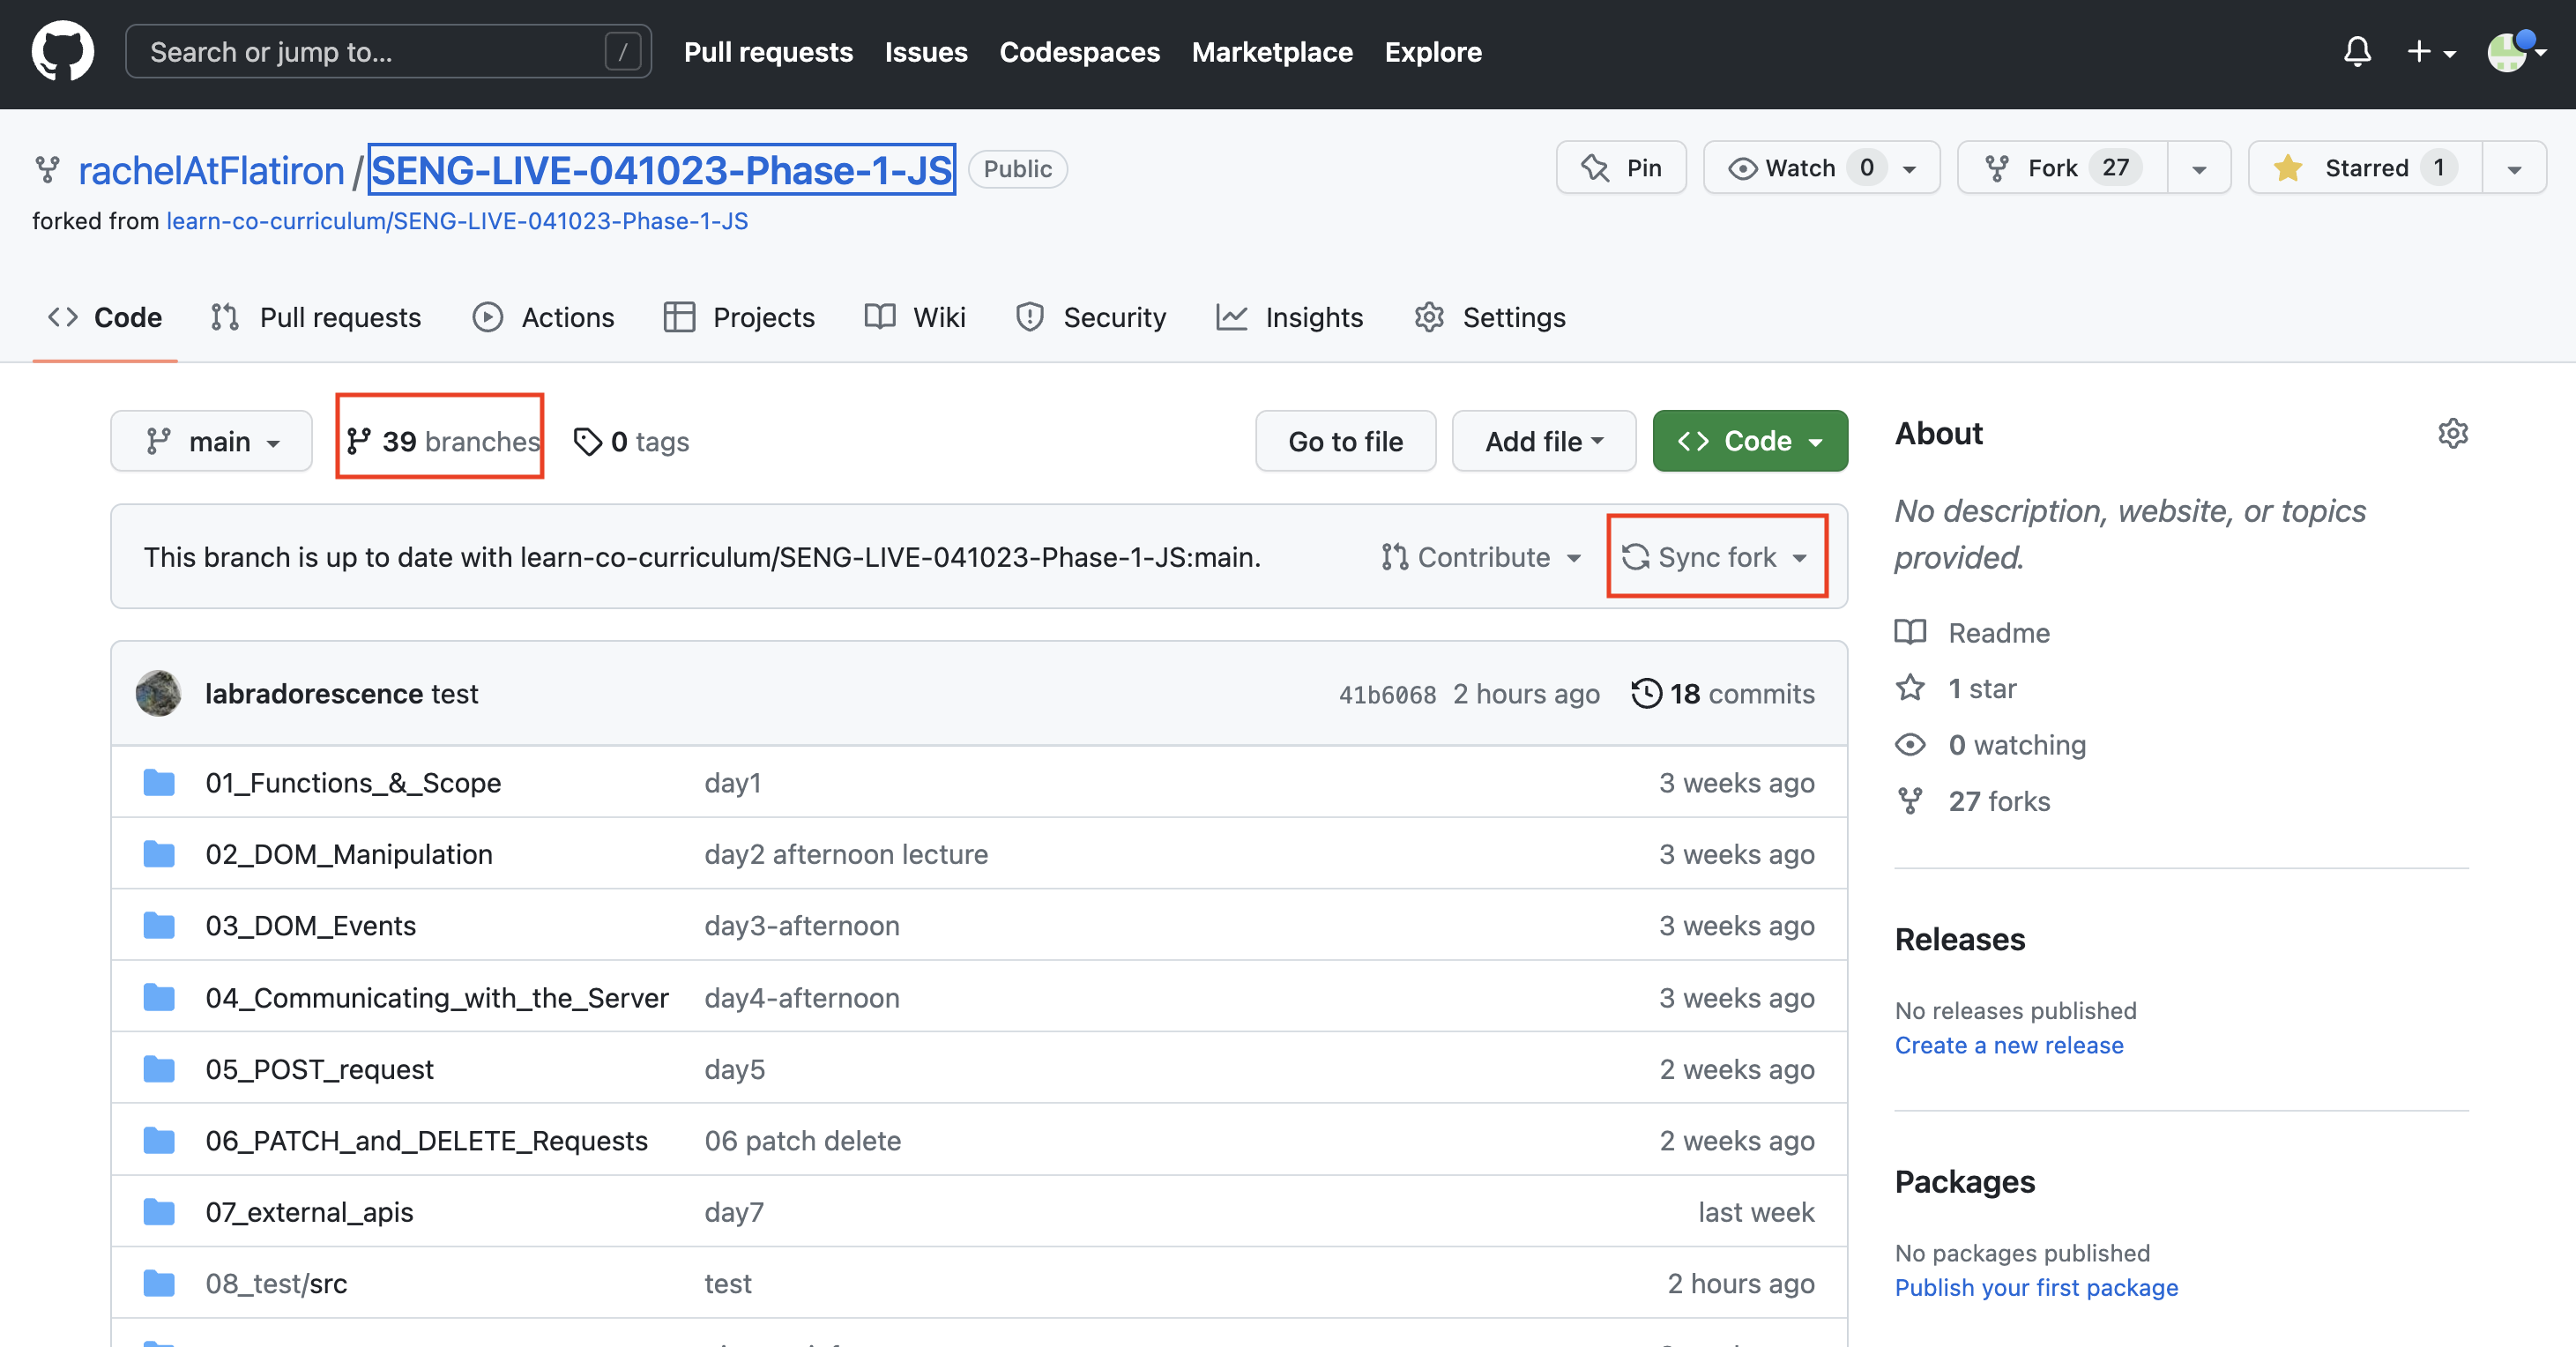 Search or jump to... /
Pull requests Issues Codespaces Marketplace Explore
rachelAtFlatiron / SENG-LIVE-041023-Phase-1-JS Public
Pin Watch 0 Fork 27 Starred 1
forked from learn-co-curriculum/SENG-LIVE-041023-Phase-1-JS
Code Pull requests Actions Projects Wiki Security Insights Settings
main 39 branches 0 tags Go to file Add file Code
This branch is up to date with learn-co-curriculum/SENG-LIVE-041023-Phase-1-JS:main. Contribute Sync fork
labradorescence test 41b6068 2 hours ago 18 commits
01_Functions_&_Scope day1 3 weeks ago
02_DOM_Manipulation day2 afternoon lecture 3 weeks ago
03_DOM_Events day3-afternoon 3 weeks ago
04_Communicating_with_the_Server day4-afternoon 3 weeks ago
05_POST_request day5 2 weeks ago
06_PATCH_and_DELETE_Requests 06 patch delete 2 weeks ago
07_external_apis day7 last week
08_test/src test 2 hours ago
About
No description, website, or topics
provided.
Readme
1 star
0 watching
27 forks
Releases
No releases published
Create a new release
Packages
No packages published
Publish your first package